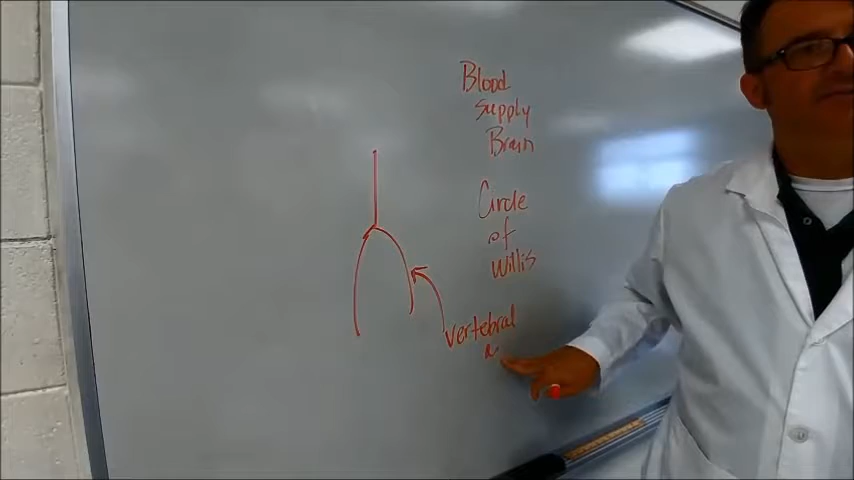 Blood
supply
Brain
Circle
of
Willis
vertebral
a